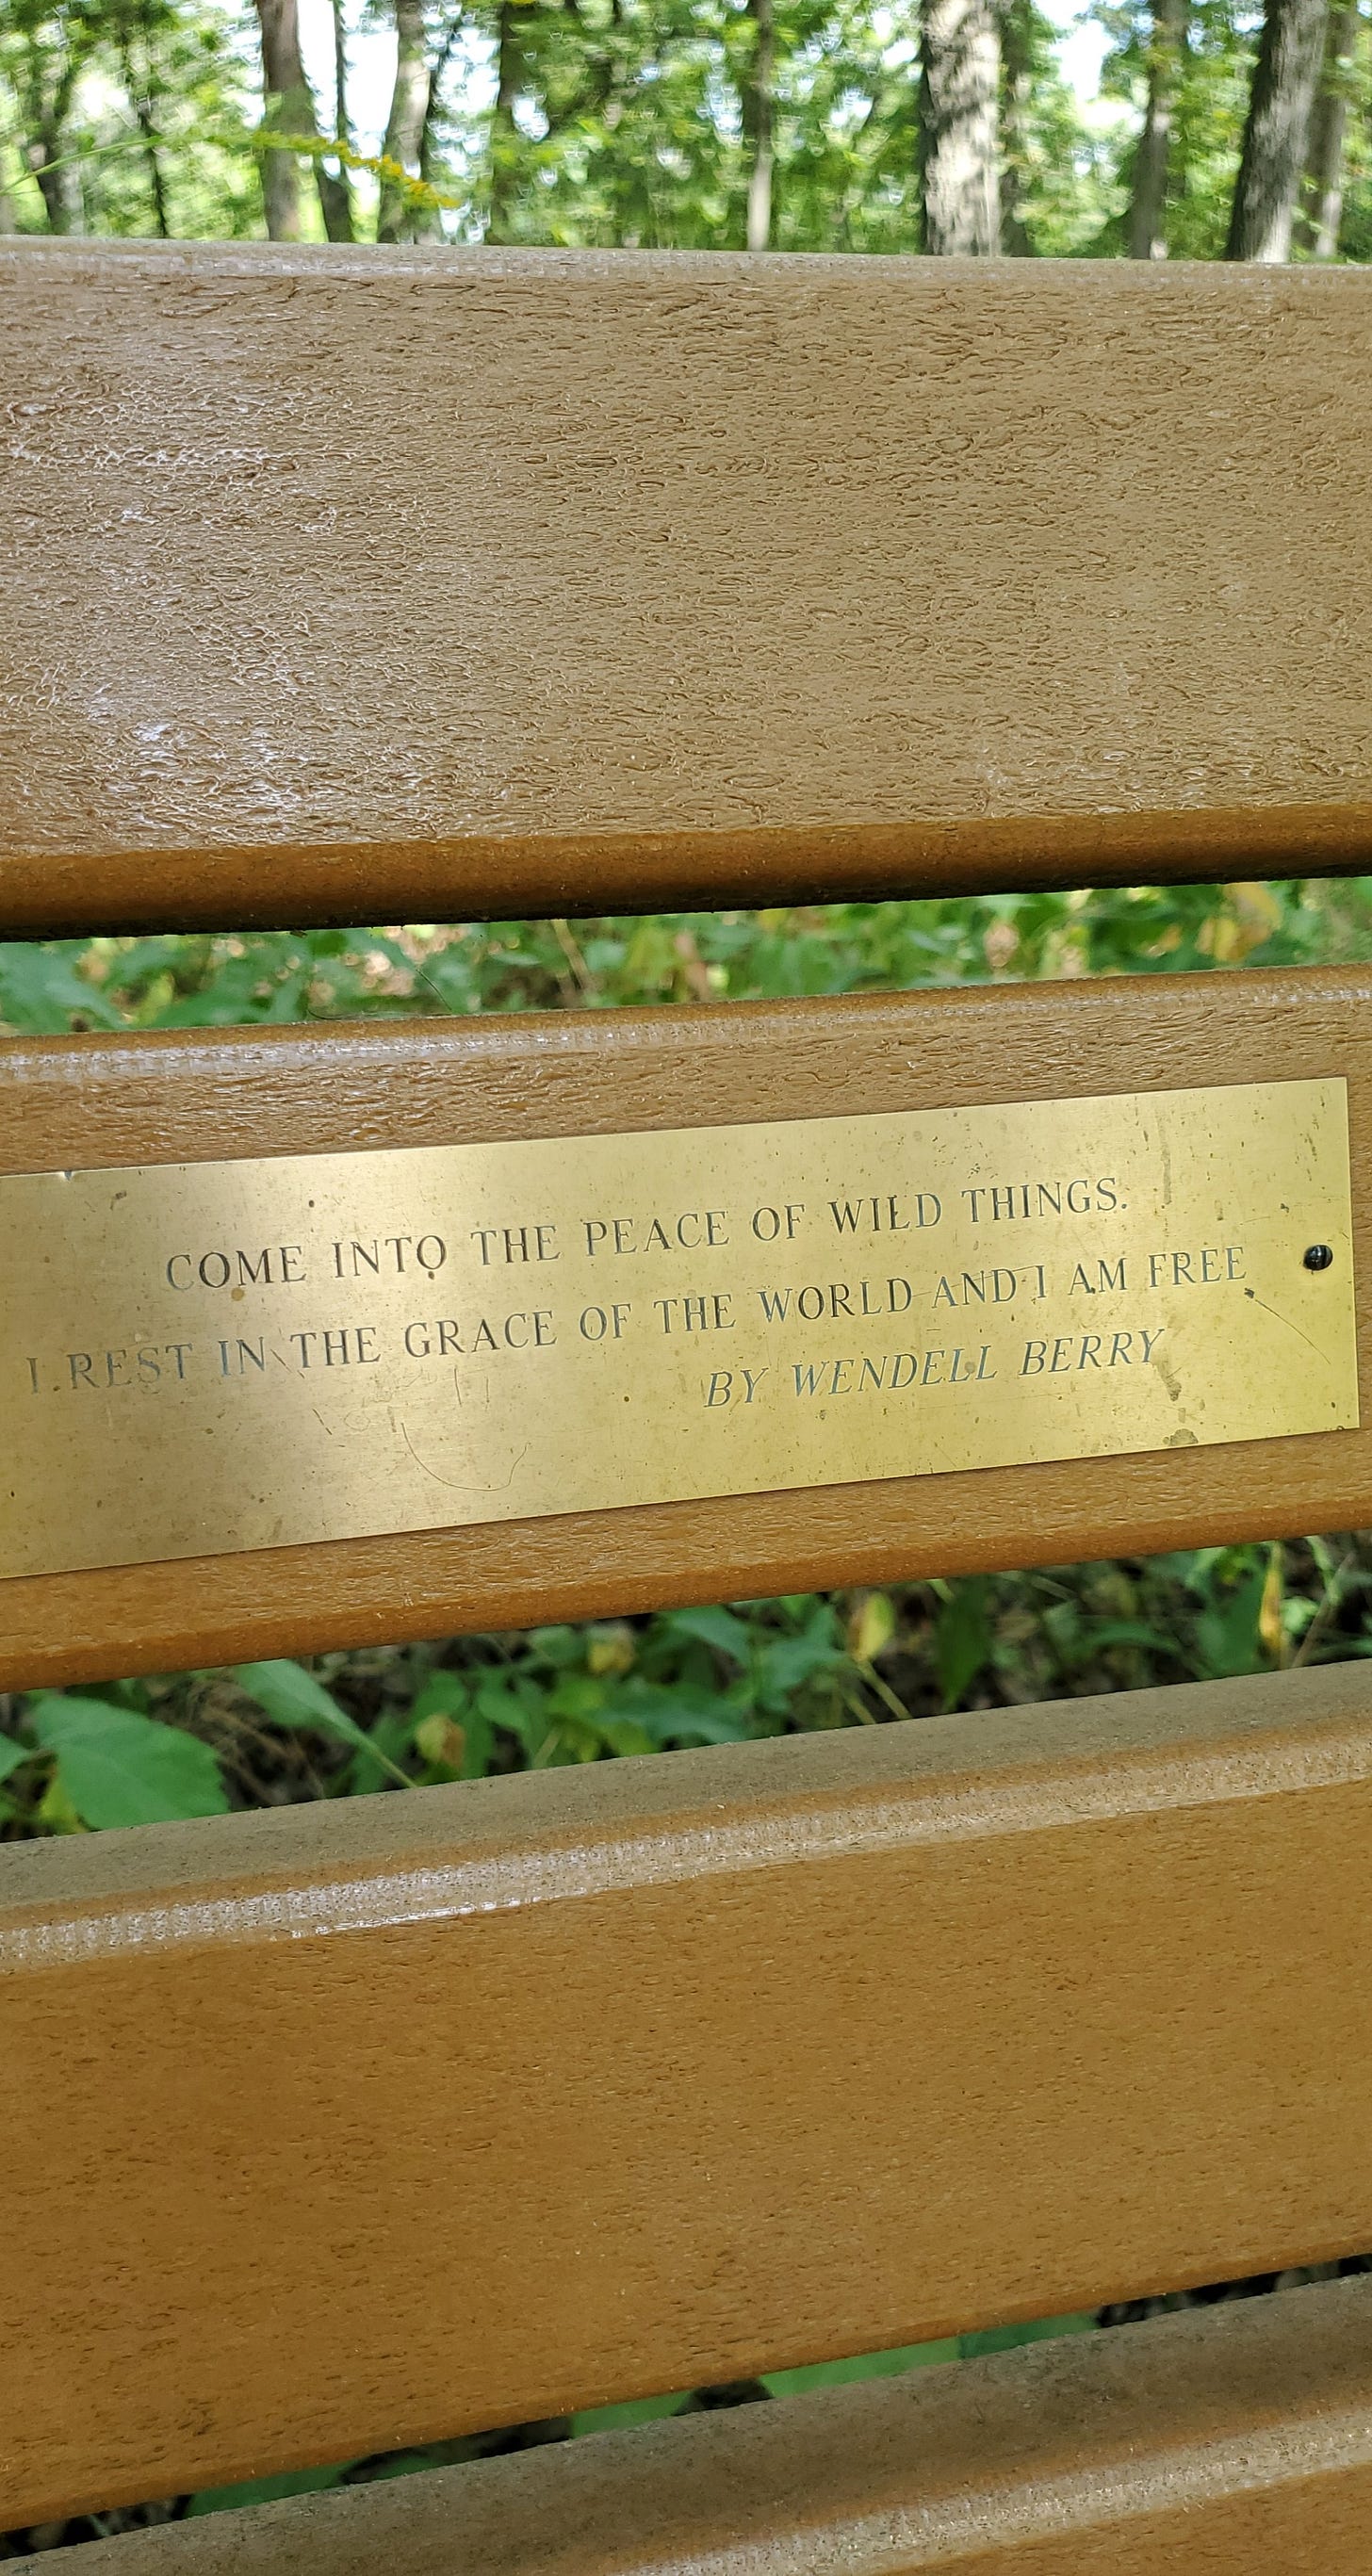 COME INTO THE PEACE OF WILD THINGS.
I REST IN THE GRACE OF THE WORLD AND I AM FREE
BY WENDELL BERRY